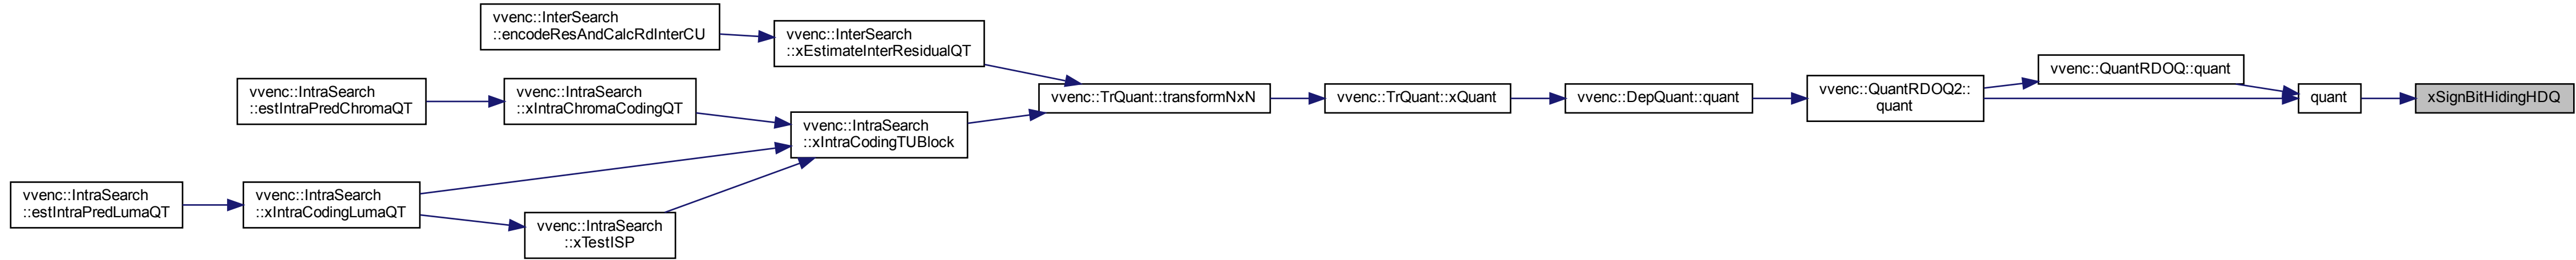 vvenc::InterSearch
::encodeResAndCalcRdInterCU
vvenc::InterSearch
::xEstimateInterResidualQT
vvenc::IntraSearch
::estIntraPredChromaQT
vvenc::IntraSearch
::xIntraChromaCodingQT
vvenc::IntraSearch
::estIntraPredLumaQT
vvenc::IntraSearch
::xIntraCodingLumaQT
vvenc::IntraSearch
::xTestISP
vvenc::IntraSearch
::xIntraCodingTUBlock
vvenc::TrQuant::transformNxN
vvenc::TrQuant::xQuant
vvenc::DepQuant::quant
vvenc::QuantRDOQ2::
quant
vvenc::QuantRDOQ::quant
quant
xSignBitHidingHDQ